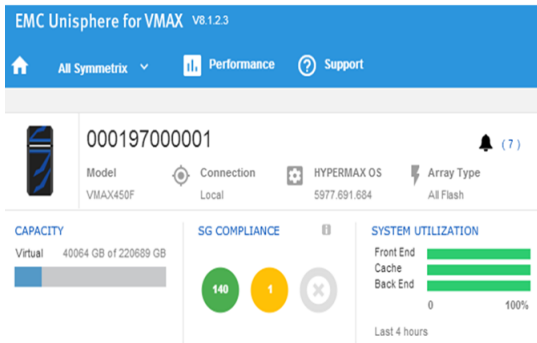 EMC Unisphere for VMAX V8.1.2.3
All Symmetrix Performance Support
000197000001 (7)
Model Connection HYPERMAX OS Array Type
VMAX450F Local 5977.691.684 All Flash
CAPACITY SG COMPLIANCE SYSTEM UTILIZATION
Virtual 40064 GB of 220689 GB
140 1
Front End
Cache
Back End
0 100%
Last 4 hours